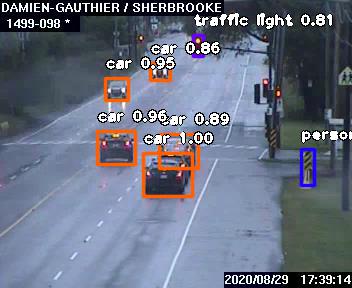 DAMIEN-GAUTHIER / SHERBROOKE
1499-098 *
traffic light 0.81
car 0.86
car 0.95
car 0.96
car 0.89
car 1.00
person
2020/08/29 17:39:14